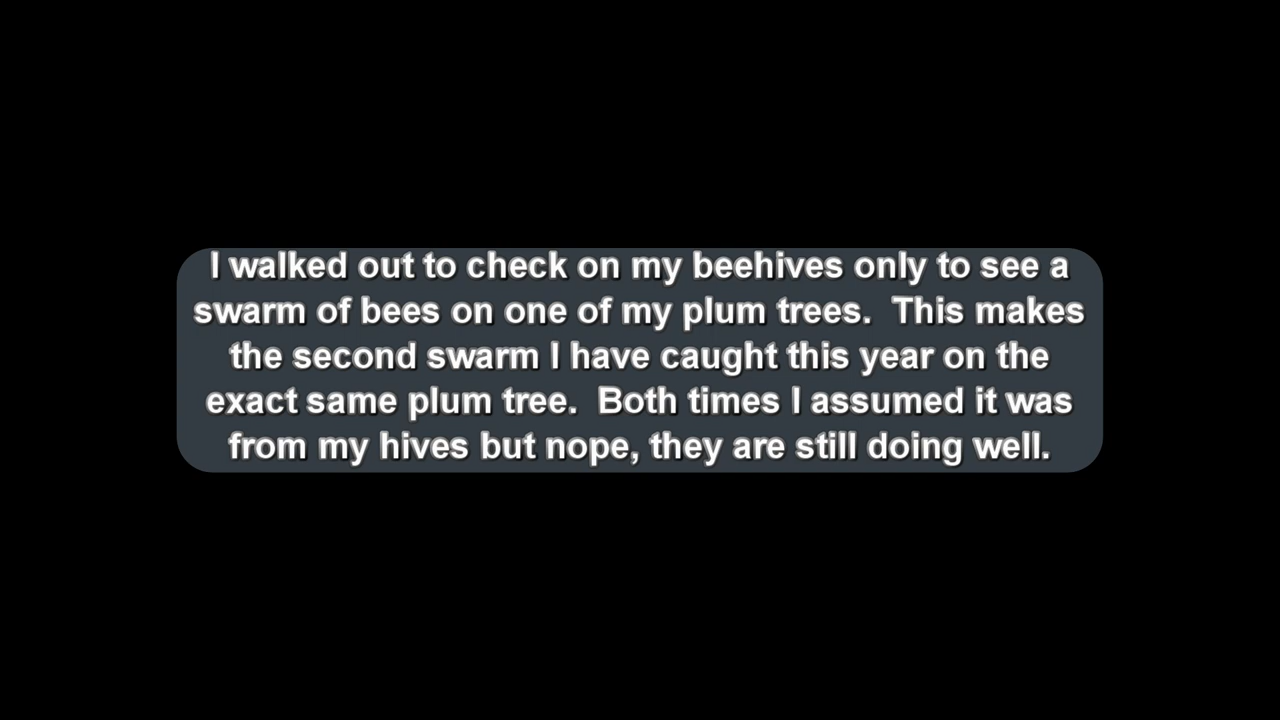 I walked out to check on my beehives only to see a
swarm of bees on one of my plum trees.  This makes
the second swarm I have caught this year on the
exact same plum tree.  Both times I assumed it was
from my hives but nope, they are still doing well.